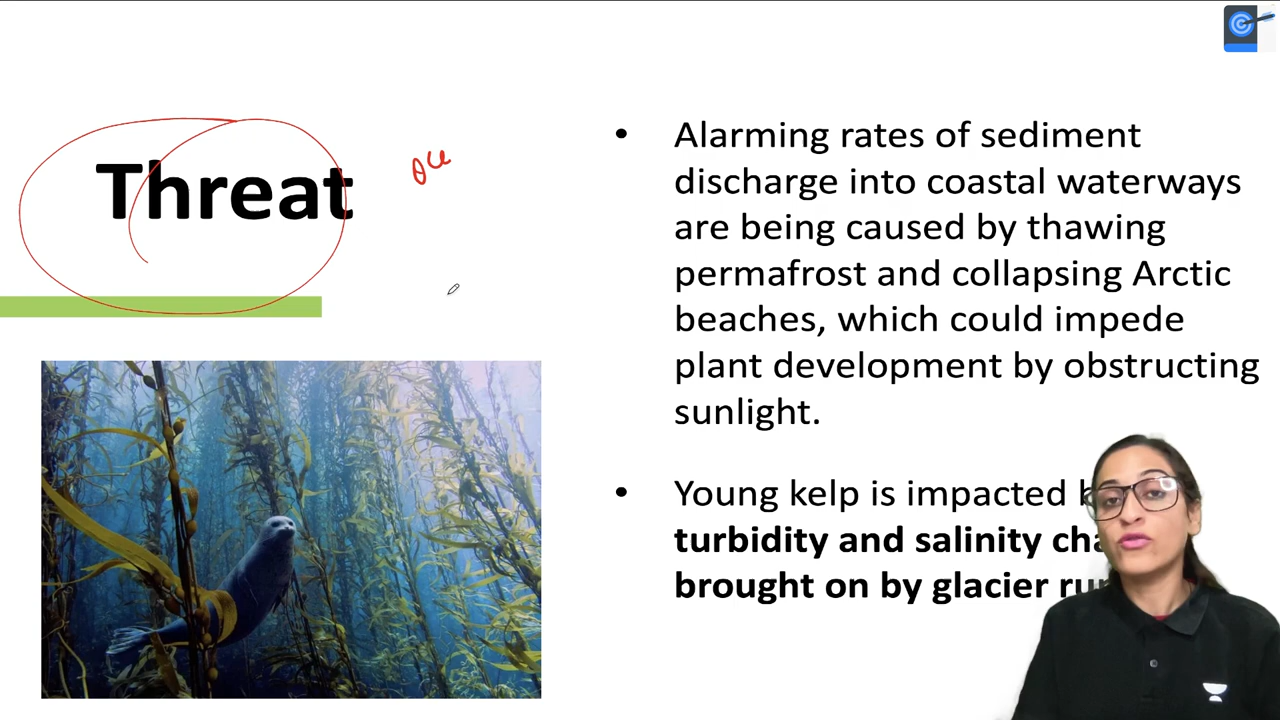 Threat
• Alarming rates of sediment
discharge into coastal waterways
are being caused by thawing
permafrost and collapsing Arctic
beaches, which could impede
plant development by obstructing
sunlight.
• Young kelp is impacted
turbidity and salinity
brought on by glacier